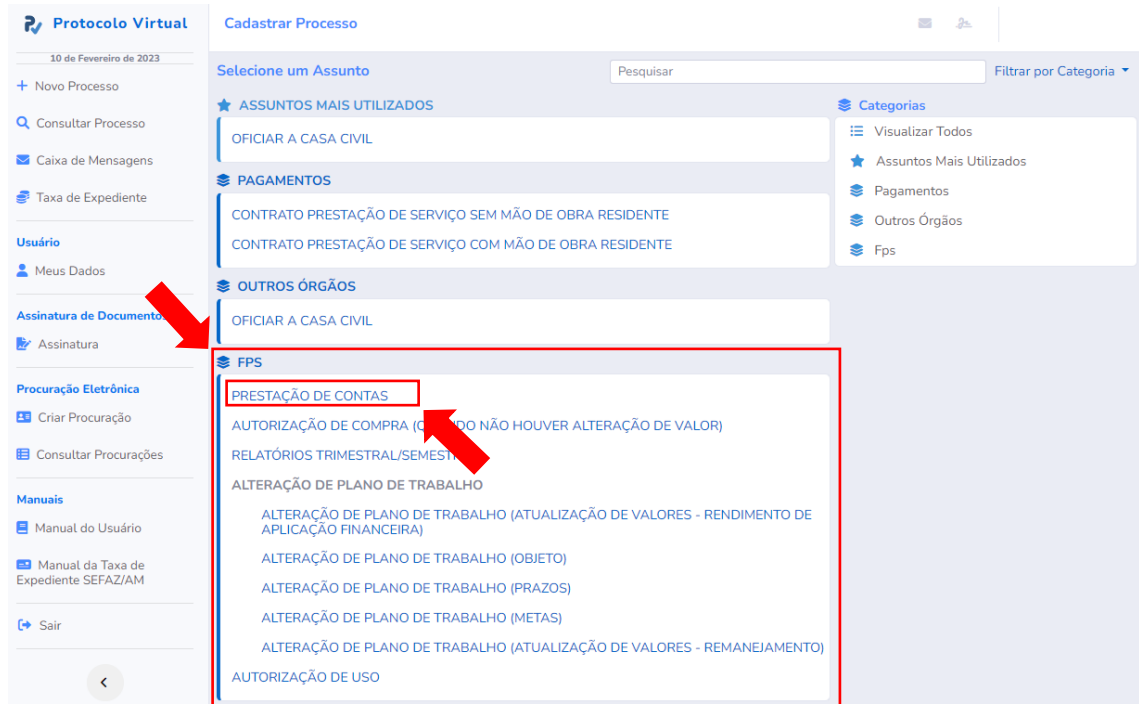 Protocolo Virtual
10 de Fevereiro de 2023
Novo Processo
Consultar Processo
Caixa de Mensagens
Taxa de Expediente
Usuário
Meus Dados
Assinatura de Documentos
Assinatura
Procuração Eletrônica
Criar Procuração
Consultar Procurações
Manuais
Manual do Usuário
Manual da Taxa de
Expediente SEFAZ/AM
Sair
Cadastrar Processo
Selecione um Assunto
Pesquisar
Filtrar por Categoria
ASSUNTOS MAIS UTILIZADOS
OFICIAR A CASA CIVIL
PAGAMENTOS
CONTRATO PRESTAÇÃO DE SERVIÇO SEM MÃO DE OBRA RESIDENTE
CONTRATO PRESTAÇÃO DE SERVIÇO COM MÃO DE OBRA RESIDENTE
OUTROS ÓRGÃOS
OFICIAR A CASA CIVIL
FPS
PRESTAÇÃO DE CONTAS
AUTORIZAÇÃO DE COMPRA NÃO HOUVER ALTERAÇÃO DE VALOR)
RELATÓRIOS
ALTERAÇÃO DE PLANO DE TRABALHO
ALTERAÇÃO DE PLANO DE TRABALHO (ATUALIZAÇÃO DE VALORES - RENDIMENTO DE
APLICAÇÃO FINANCEIRA)
ALTERAÇÃO DE PLANO DE TRABALHO (OBJETO)
ALTERAÇÃO DE PLANO DE TRABALHO (PRAZOS)
ALTERAÇÃO DE PLANO DE TRABALHO (METAS)
ALTERAÇÃO DE PLANO DE TRABALHO (ATUALIZAÇÃO DE VALORES - REMANEJAMENTO)
AUTORIZAÇÃO DE USO
Categorias
Visualizar Todos
Assuntos Mais Utilizados
Pagamentos
Outros Órgãos
Fps